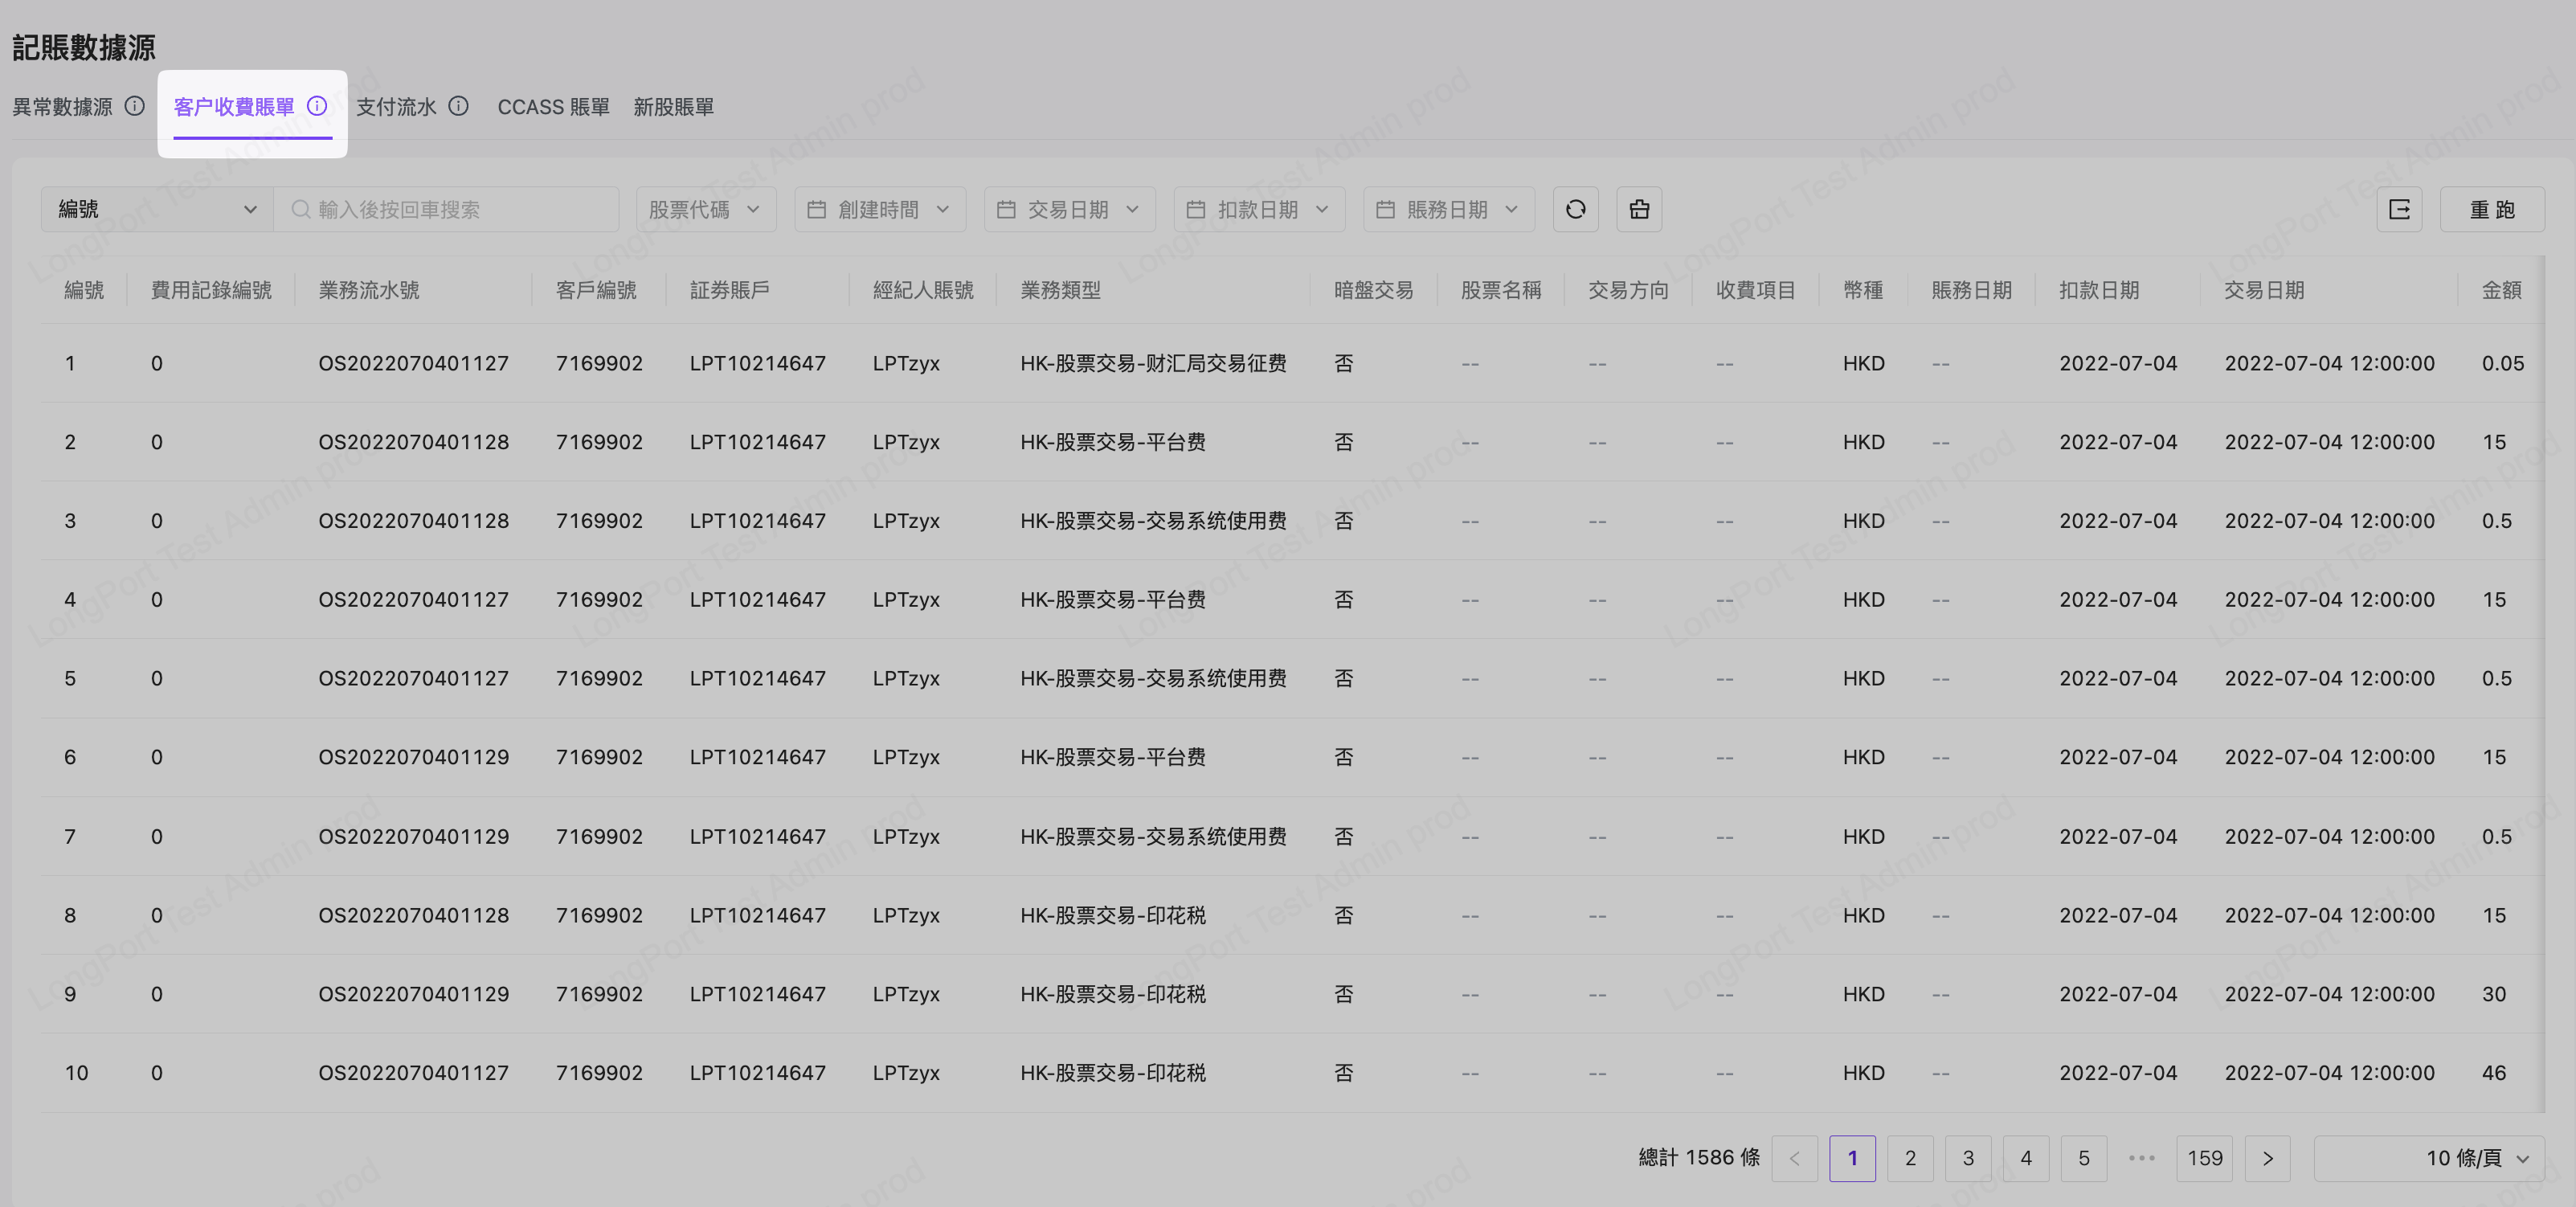 記賬數據源
異常數據源 客户收費賬單 支付流水 CCASS 賬單 新股賬單
編號 輸入後按回車搜索 股票代碼 創建時間 交易日期 扣款日期 賬務日期 重 跑
編號 費用記錄編號 業務流水號 客戶編號 証券賬戶 經紀人賬號 業務類型 暗盤交易 股票名稱 交易方向 收費項目 幣種 賬務日期 扣款日期 交易日期 金額
1 0 OS2022070401127 7169902 LPT10214647 LPTzyx HK-股票交易-财汇局交易征费 否 -- -- -- HKD -- 2022-07-04 2022-07-04 12:00:00 0.05
2 0 OS2022070401128 7169902 LPT10214647 LPTzyx HK-股票交易-平台费 否 -- -- -- HKD -- 2022-07-04 2022-07-04 12:00:00 15
3 0 OS2022070401128 7169902 LPT10214647 LPTzyx HK-股票交易-交易系统使用费 否 -- -- -- HKD -- 2022-07-04 2022-07-04 12:00:00 0.5
4 0 OS2022070401127 7169902 LPT10214647 LPTzyx HK-股票交易-平台费 否 -- -- -- HKD -- 2022-07-04 2022-07-04 12:00:00 15
5 0 OS2022070401127 7169902 LPT10214647 LPTzyx HK-股票交易-交易系统使用费 否 -- -- -- HKD -- 2022-07-04 2022-07-04 12:00:00 0.5
6 0 OS2022070401129 7169902 LPT10214647 LPTzyx HK-股票交易-平台费 否 -- -- -- HKD -- 2022-07-04 2022-07-04 12:00:00 15
7 0 OS2022070401129 7169902 LPT10214647 LPTzyx HK-股票交易-交易系统使用费 否 -- -- -- HKD -- 2022-07-04 2022-07-04 12:00:00 0.5
8 0 OS2022070401128 7169902 LPT10214647 LPTzyx HK-股票交易-印花税 否 -- -- -- HKD -- 2022-07-04 2022-07-04 12:00:00 15
9 0 OS2022070401129 7169902 LPT10214647 LPTzyx HK-股票交易-印花税 否 -- -- -- HKD -- 2022-07-04 2022-07-04 12:00:00 30
10 0 OS2022070401127 7169902 LPT10214647 LPTzyx HK-股票交易-印花税 否 -- -- -- HKD -- 2022-07-04 2022-07-04 12:00:00 46
總計 1586 條 < 1 2 3 4 5 ••• 159 > 10 條/頁
LongPort Test Admin prod